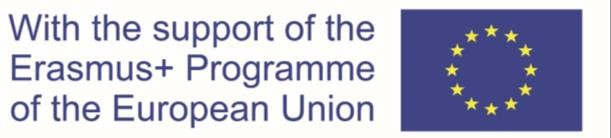 With the support of the
Erasmus+ Programme
of the European Union